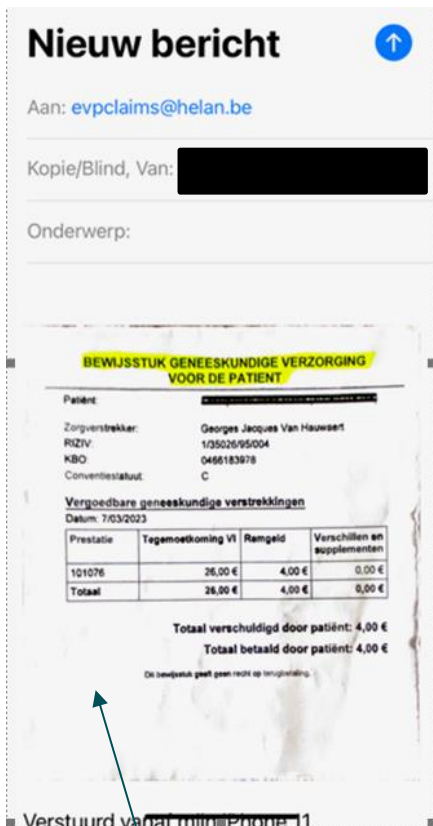 Nieuw bericht
Aan: evpclaims@helan.be
Kopie/Blind, Van:
Onderwerp:
BEWIJSSTUK GENEESKUNDIGE VERZORGING
VOOR DE PATIENT
Patiënt:
Zorgverstrekker: Georges Jacques Van Hauwaert
RIZIV: 1/35026/95/004
KBO: 0466183978
Conventiestatuut: C
Vergoedbare geneeskundige verstrekkingen
Datum: 7/03/2023
Prestatie Tegemoetkoming VI Remgeld Verschillen en
supplementen
101076 26,00 € 4,00 € 0,00 €
Totaal 26,00 € 4,00 € 0,00 €
Totaal verschuldigd door patiënt: 4,00 €
Totaal betaald door patiënt: 4,00 €
Dit bewijsstuk geeft geen recht op terugbetaling.
Verstuurd vanaf mijn iPhone 11